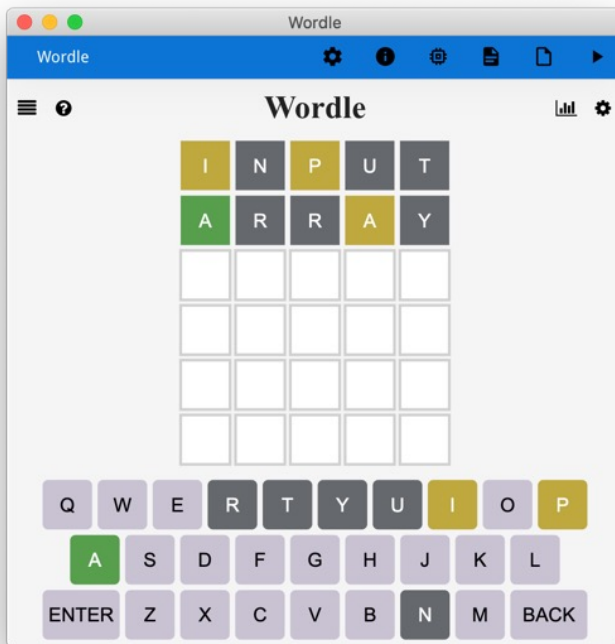 Wordle
Wordle
Wordle
I N P U T
A R R A Y
Q W E R T Y U I O P
A S D F G H J K L
ENTER Z X C V B N M BACK